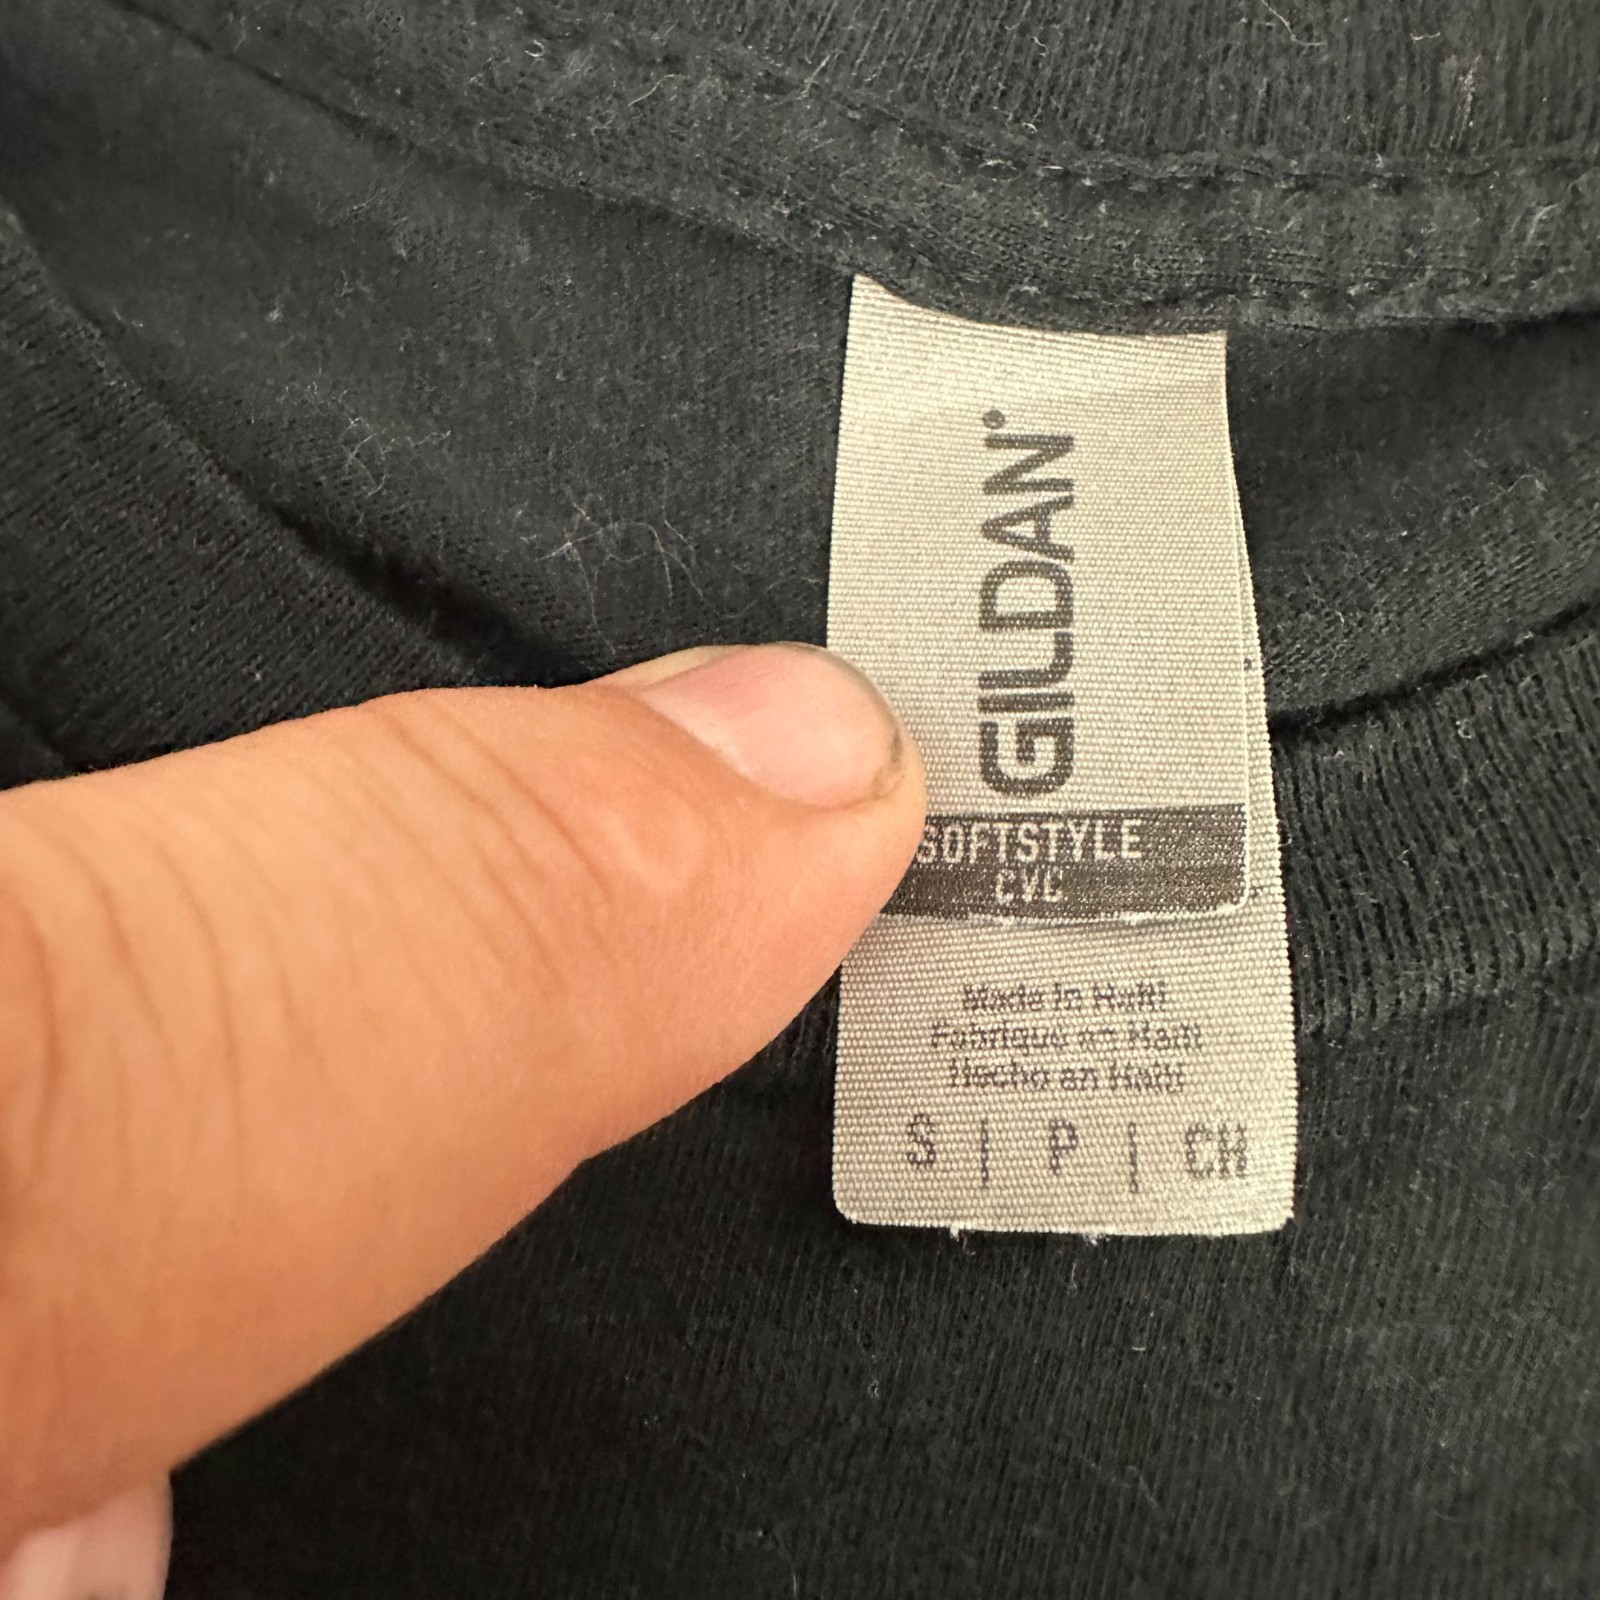 GILDAN
SOFTSTYLE
CVC
Made in Haiti
Fabriqué en Haïti
Hecho en Haití
S | P | CH